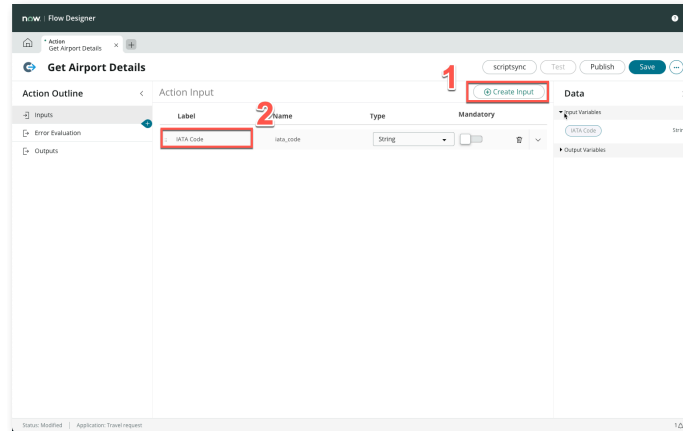 now. | Flow Designer
* Action
Get Airport Details
Get Airport Details
scriptsync
Test
Publish
Save
Action Outline
Inputs
Error Evaluation
Outputs
Action Input
1
Create Input
2
Label
Name
Type
Mandatory
IATA Code
iata_code
String
Data
Input Variables
IATA Code
Output Variables
Status: Modified | Application: Travel request